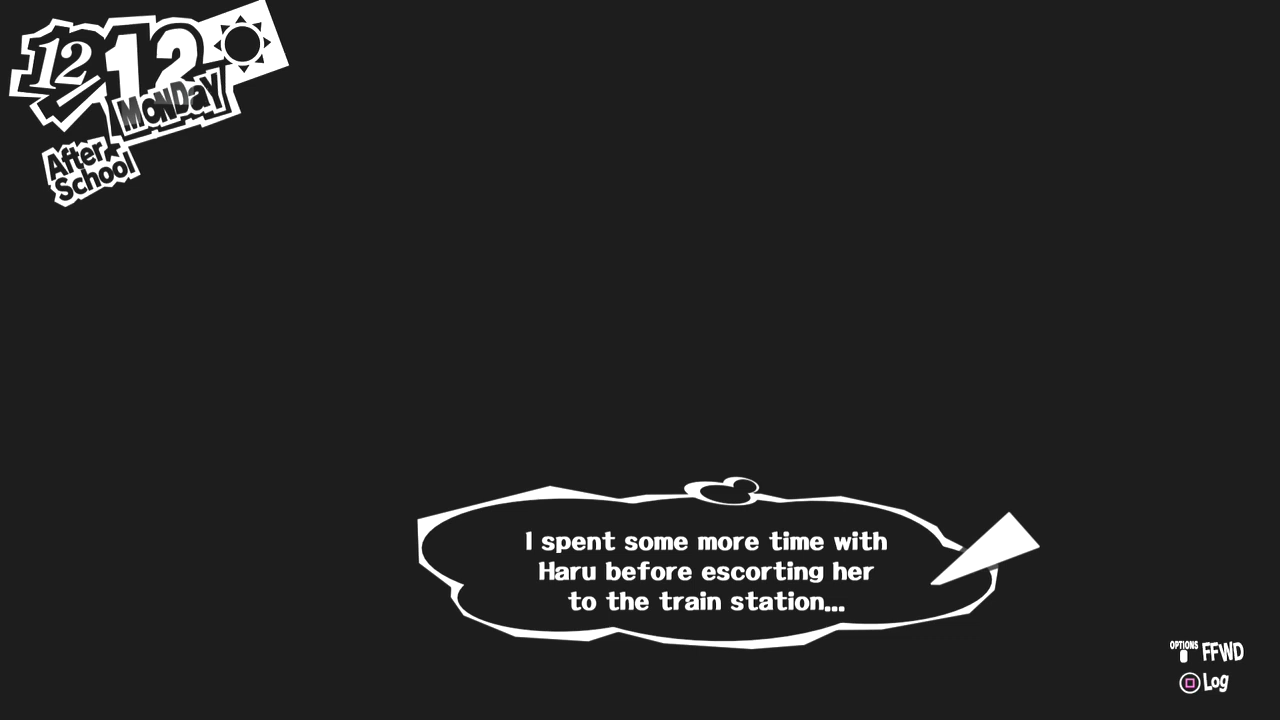 12 12
MONDAY
After
School
I spent some more time with
Haru before escorting her
to the train station...
OPTIONS FFWD
Log